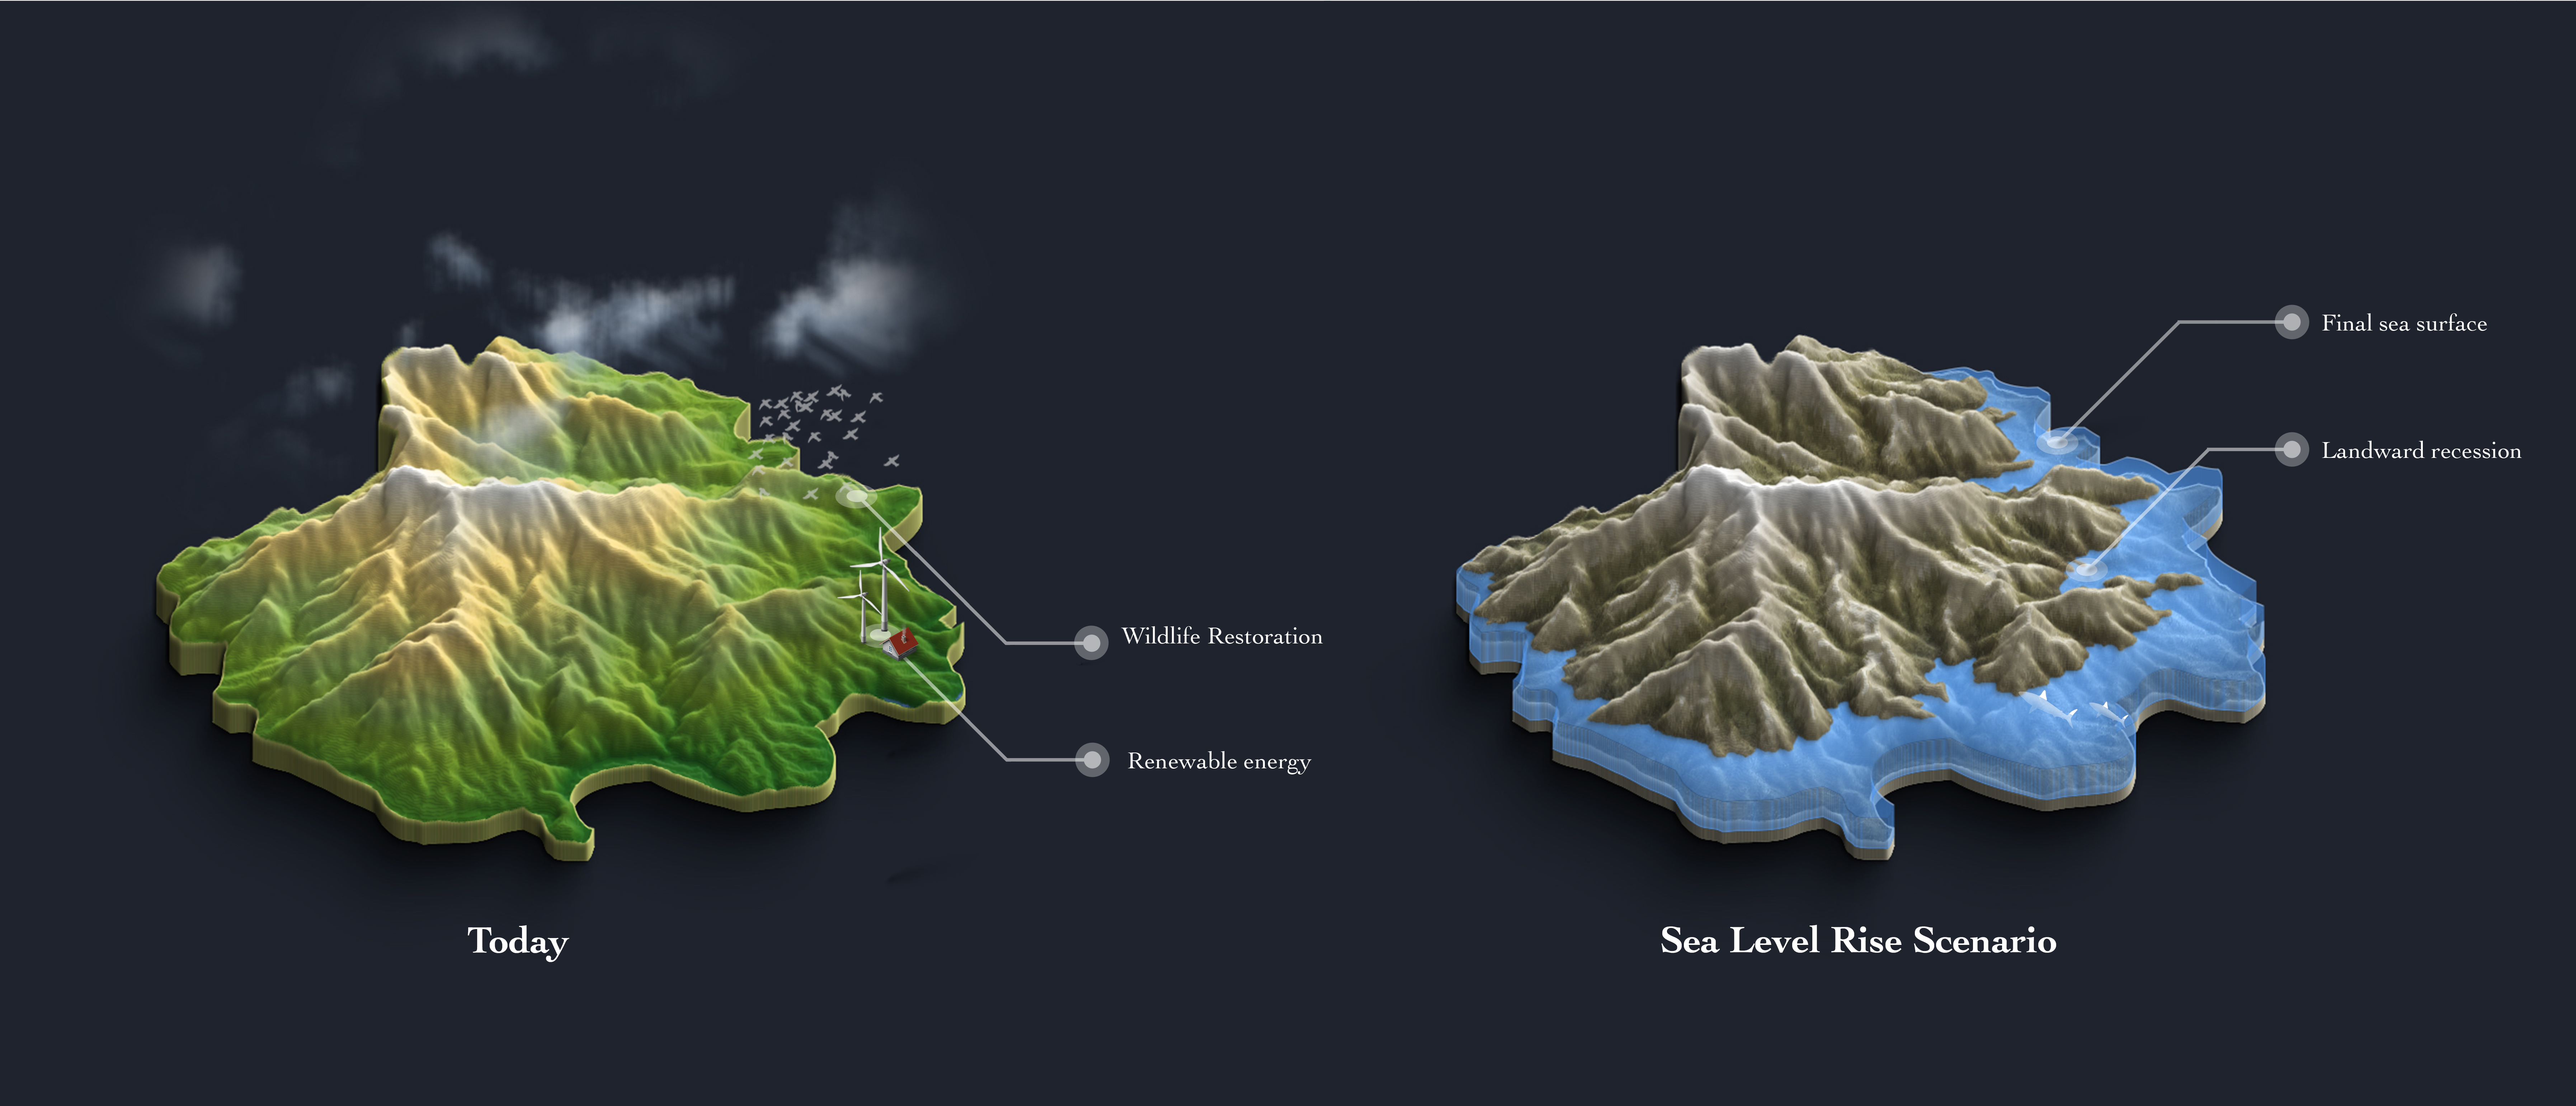 Final sea surface
Landward recession
Wildlife Restoration
Renewable energy
Today
Sea Level Rise Scenario